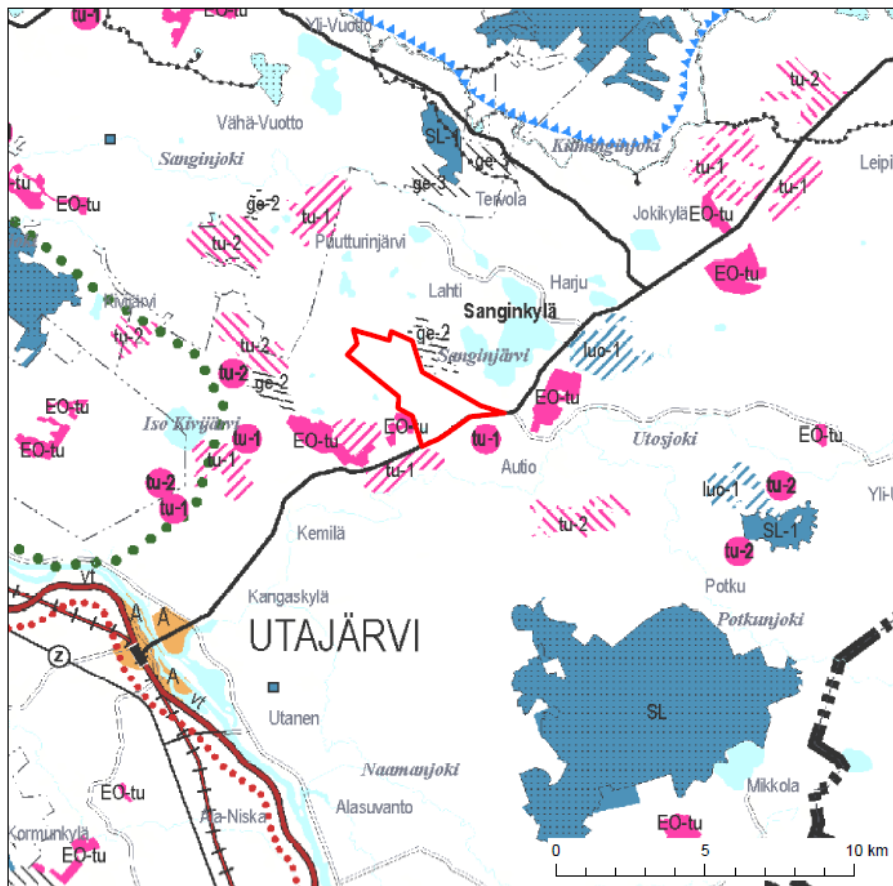 EO-tu
tu-1
Yli-Vuotto
tu-2
Vähä-Vuotto
SL-1
Sanginjoki
Kiiminginjoki
ge-3
ge-3
tu-1
tu-1
Leipi
-tu
EO-tu
ge-2
Tervola
tu-1
Jokikylä
EO-tu
tu-2
Puutturinjärvi
EO-tu
Kivijärvi
Lahti
Harju
Sanginkylä
tu-2
tu-2
ge-2
Sanginjärvi
luo-1
tu-2
ge-2
EO-tu
EO-tu
Iso Kivijärvi
EO-tu
EO-tu
EO-tu
tu-1
tu-1
Utosjoki
EO-tu
tu-1
tu-1
Autio
tu-2
luo-1
tu-2
Yli-U
tu-1
tu-2
SL-1
Kemilä
tu-2
vt
Potku
Kangaskylä
A
A
Potkunjoki
UTAJÄRVI
z
A
vt
SL
Utanen
Naamanjoki
Mikkola
EO-tu
Ala-Niska
Alasuvanto
Kormunkylä
EO-tu
EO-tu
0
5
10 km